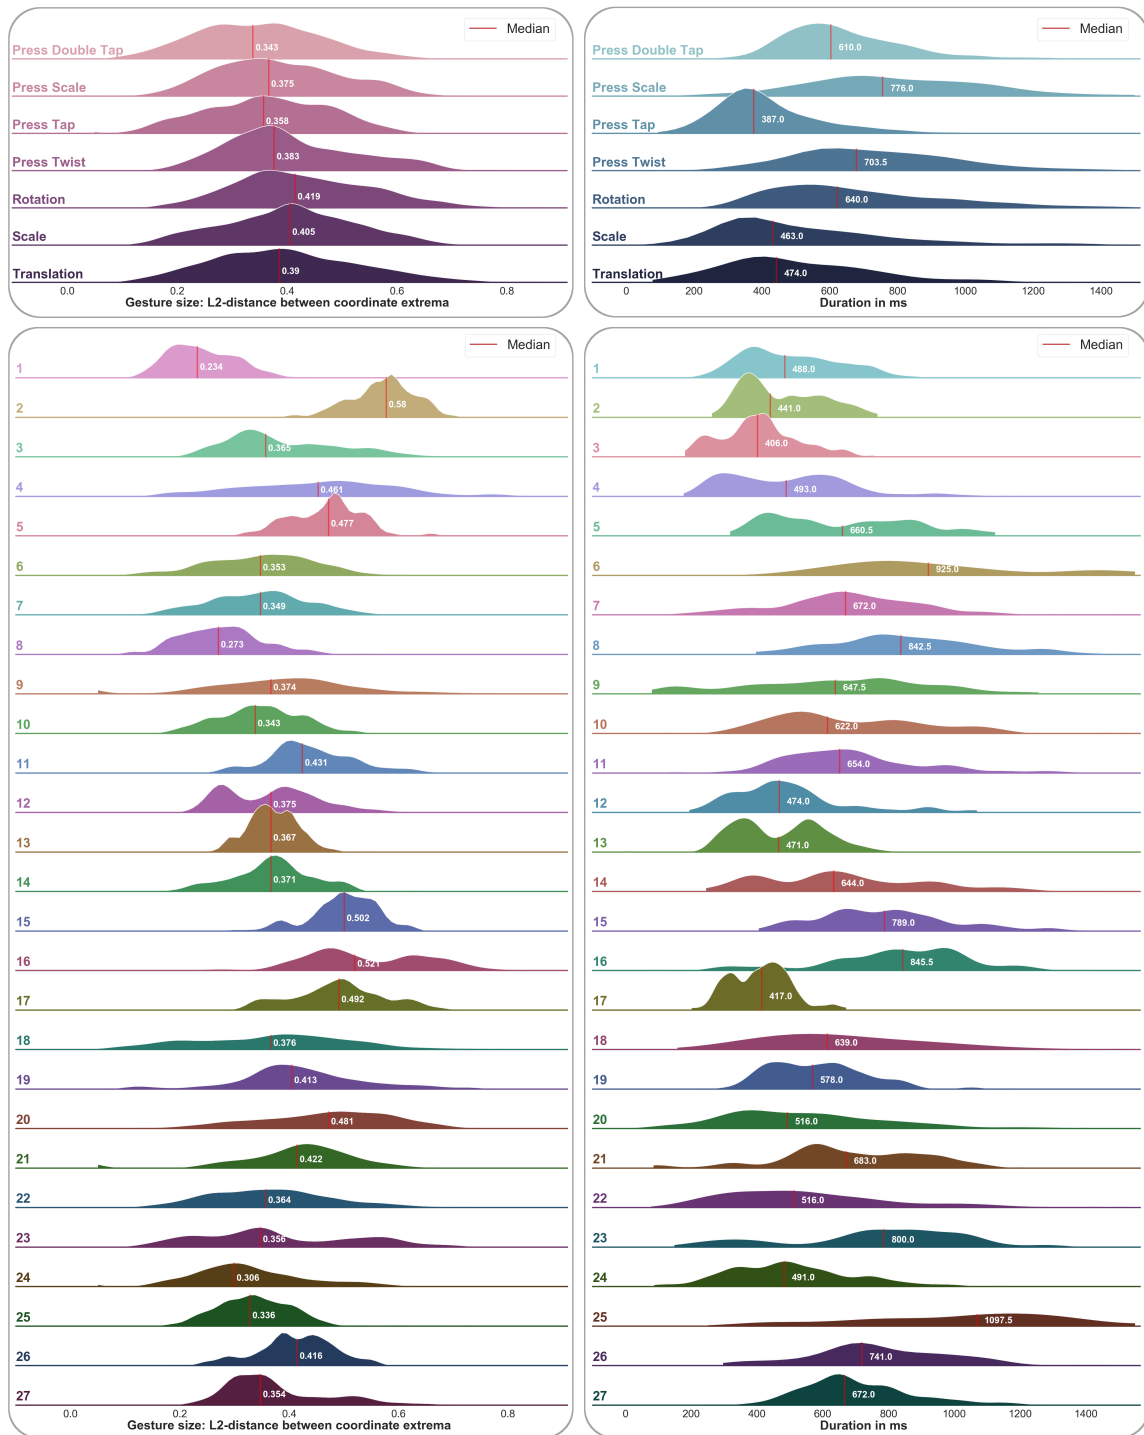 Median
Press Double Tap 0.343
Press Scale 0.375
Press Tap 0.358
Press Twist 0.383
Rotation 0.419
Scale 0.405
Translation 0.39
0.0 0.2 0.4 0.6 0.8
Gesture size: L2-distance between coordinate extrema
Median
Press Double Tap 610.0
Press Scale 776.0
Press Tap 387.0
Press Twist 703.5
Rotation 640.0
Scale 463.0
Translation 474.0
0 200 400 600 800 1000 1200 1400
Duration in ms
Median
1 0.234
2 0.58
3 0.365
4 0.461
5 0.477
6 0.353
7 0.349
8 0.273
9 0.374
10 0.343
11 0.431
12 0.375
13 0.367
14 0.371
15 0.502
16 0.521
17 0.492
18 0.376
19 0.413
20 0.481
21 0.422
22 0.364
23 0.356
24 0.306
25 0.336
26 0.416
27 0.354
0.0 0.2 0.4 0.6 0.8
Gesture size: L2-distance between coordinate extrema
Median
1 488.0
2 441.0
3 406.0
4 493.0
5 660.5
6 925.0
7 672.0
8 842.5
9 647.5
10 622.0
11 654.0
12 474.0
13 471.0
14 644.0
15 789.0
16 845.5
17 417.0
18 639.0
19 578.0
20 516.0
21 683.0
22 516.0
23 800.0
24 491.0
25 1097.5
26 741.0
27 672.0
0 200 400 600 800 1000 1200 1400
Duration in ms